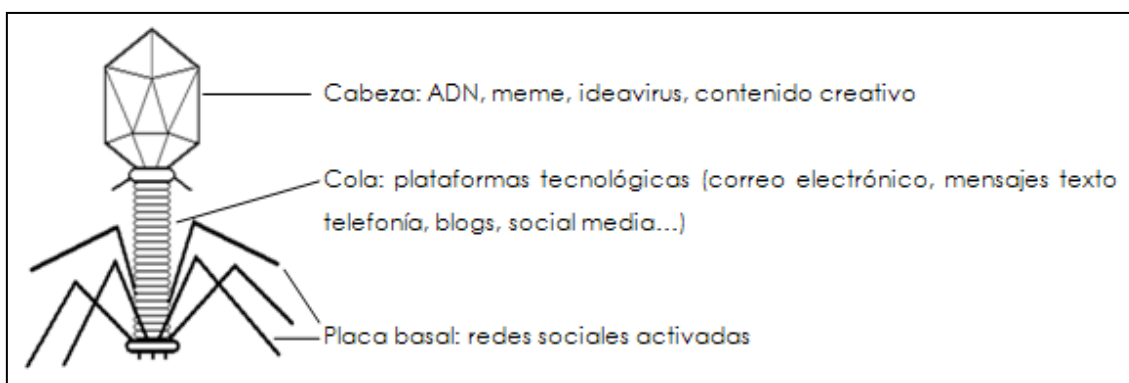 Cabeza: ADN, meme, ideavirus, contenido creativo
Cola: plataformas tecnológicas (correo electrónico, mensajes texto
telefonía, blogs, social media...)
Placa basal: redes sociales activadas